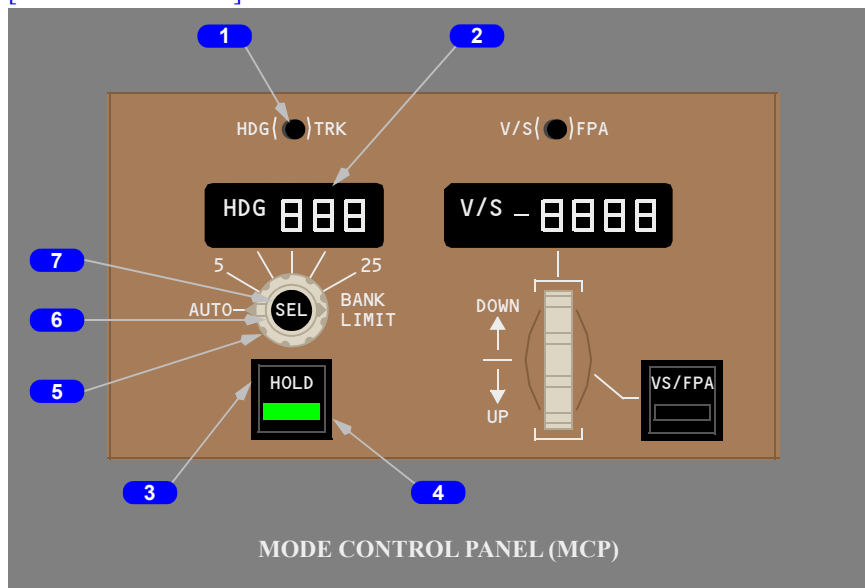 1
2
HDG( )TRK
V/S( )FPA
HDG 888
V/S -8888
7
5
25
6
AUTO
SEL
BANK
LIMIT
DOWN
5
HOLD
VS/FPA
UP
3
4
MODE CONTROL PANEL (MCP)